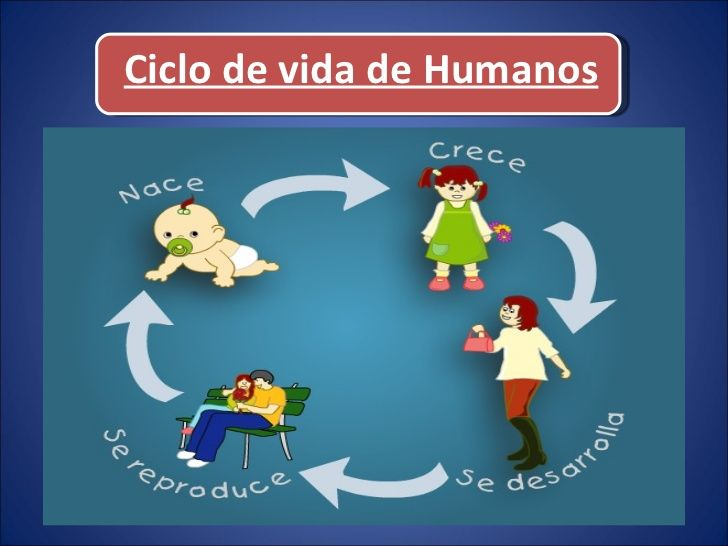 Ciclo de vida de Humanos
Nace
Crece
Se desarrolla
Se reproduce